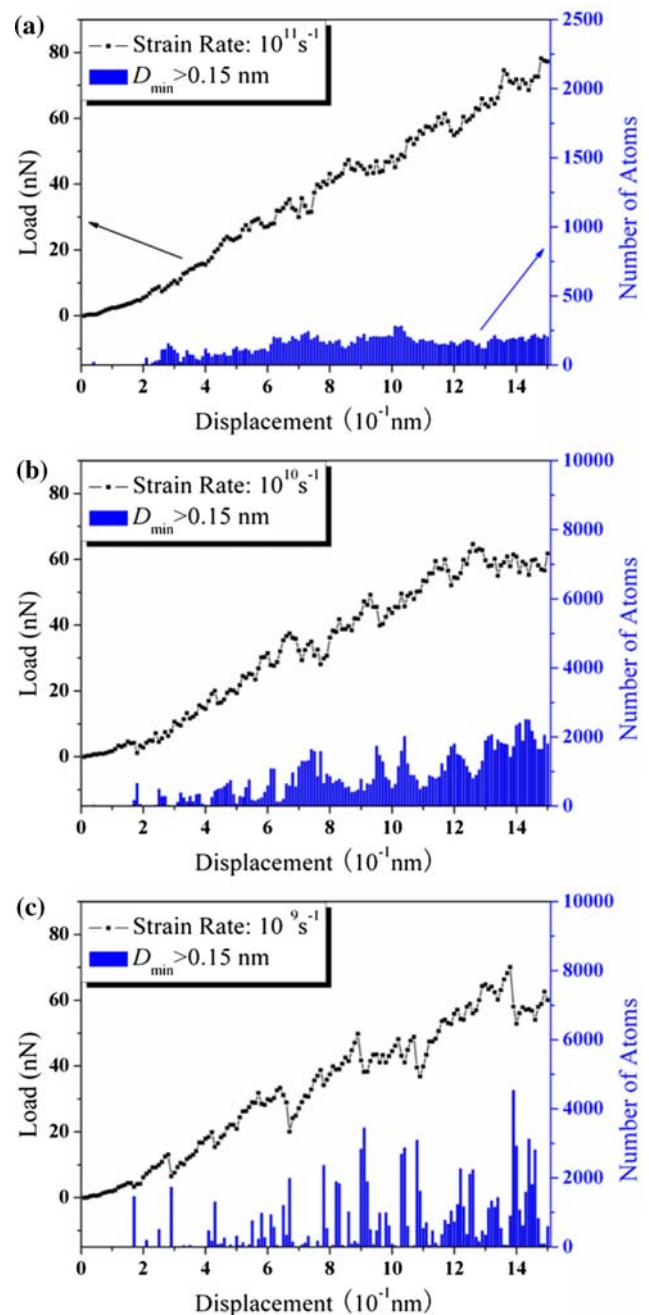 (a)
Strain Rate: 10¹¹s⁻¹
D_min>0.15 nm
80
60
40
20
0
Load (nN)
2500
2000
1500
1000
500
0
Number of Atoms
0 2 4 6 8 10 12 14
Displacement (10⁻¹nm)
(b)
Strain Rate: 10¹⁰s⁻¹
D_min>0.15 nm
80
60
40
20
0
Load (nN)
10000
8000
6000
4000
2000
0
Number of Atoms
0 2 4 6 8 10 12 14
Displacement (10⁻¹nm)
(c)
Strain Rate: 10⁹s⁻¹
D_min>0.15 nm
80
60
40
20
0
Load (nN)
10000
8000
6000
4000
2000
0
Number of Atoms
0 2 4 6 8 10 12 14
Displacement (10⁻¹nm)